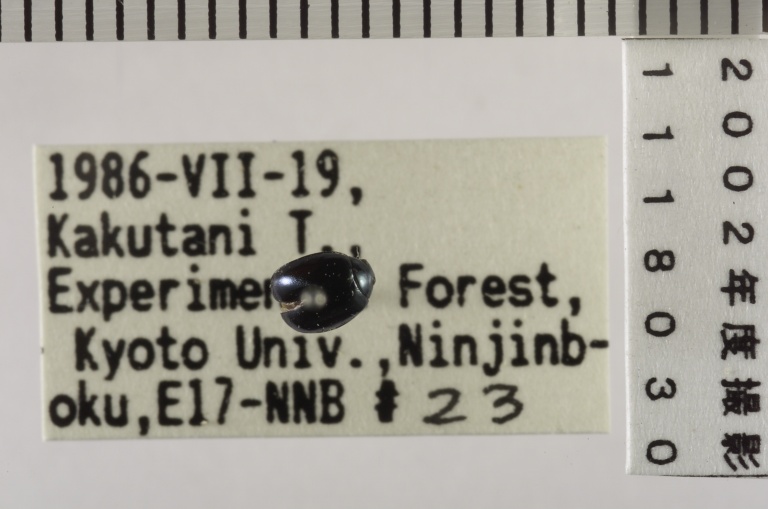 1986-VII-19,
Kakutani T.,
Forest,
Kyoto Univ.,Ninjinb-
oku,E17-NNB # 23
1118030
2002年度撮影